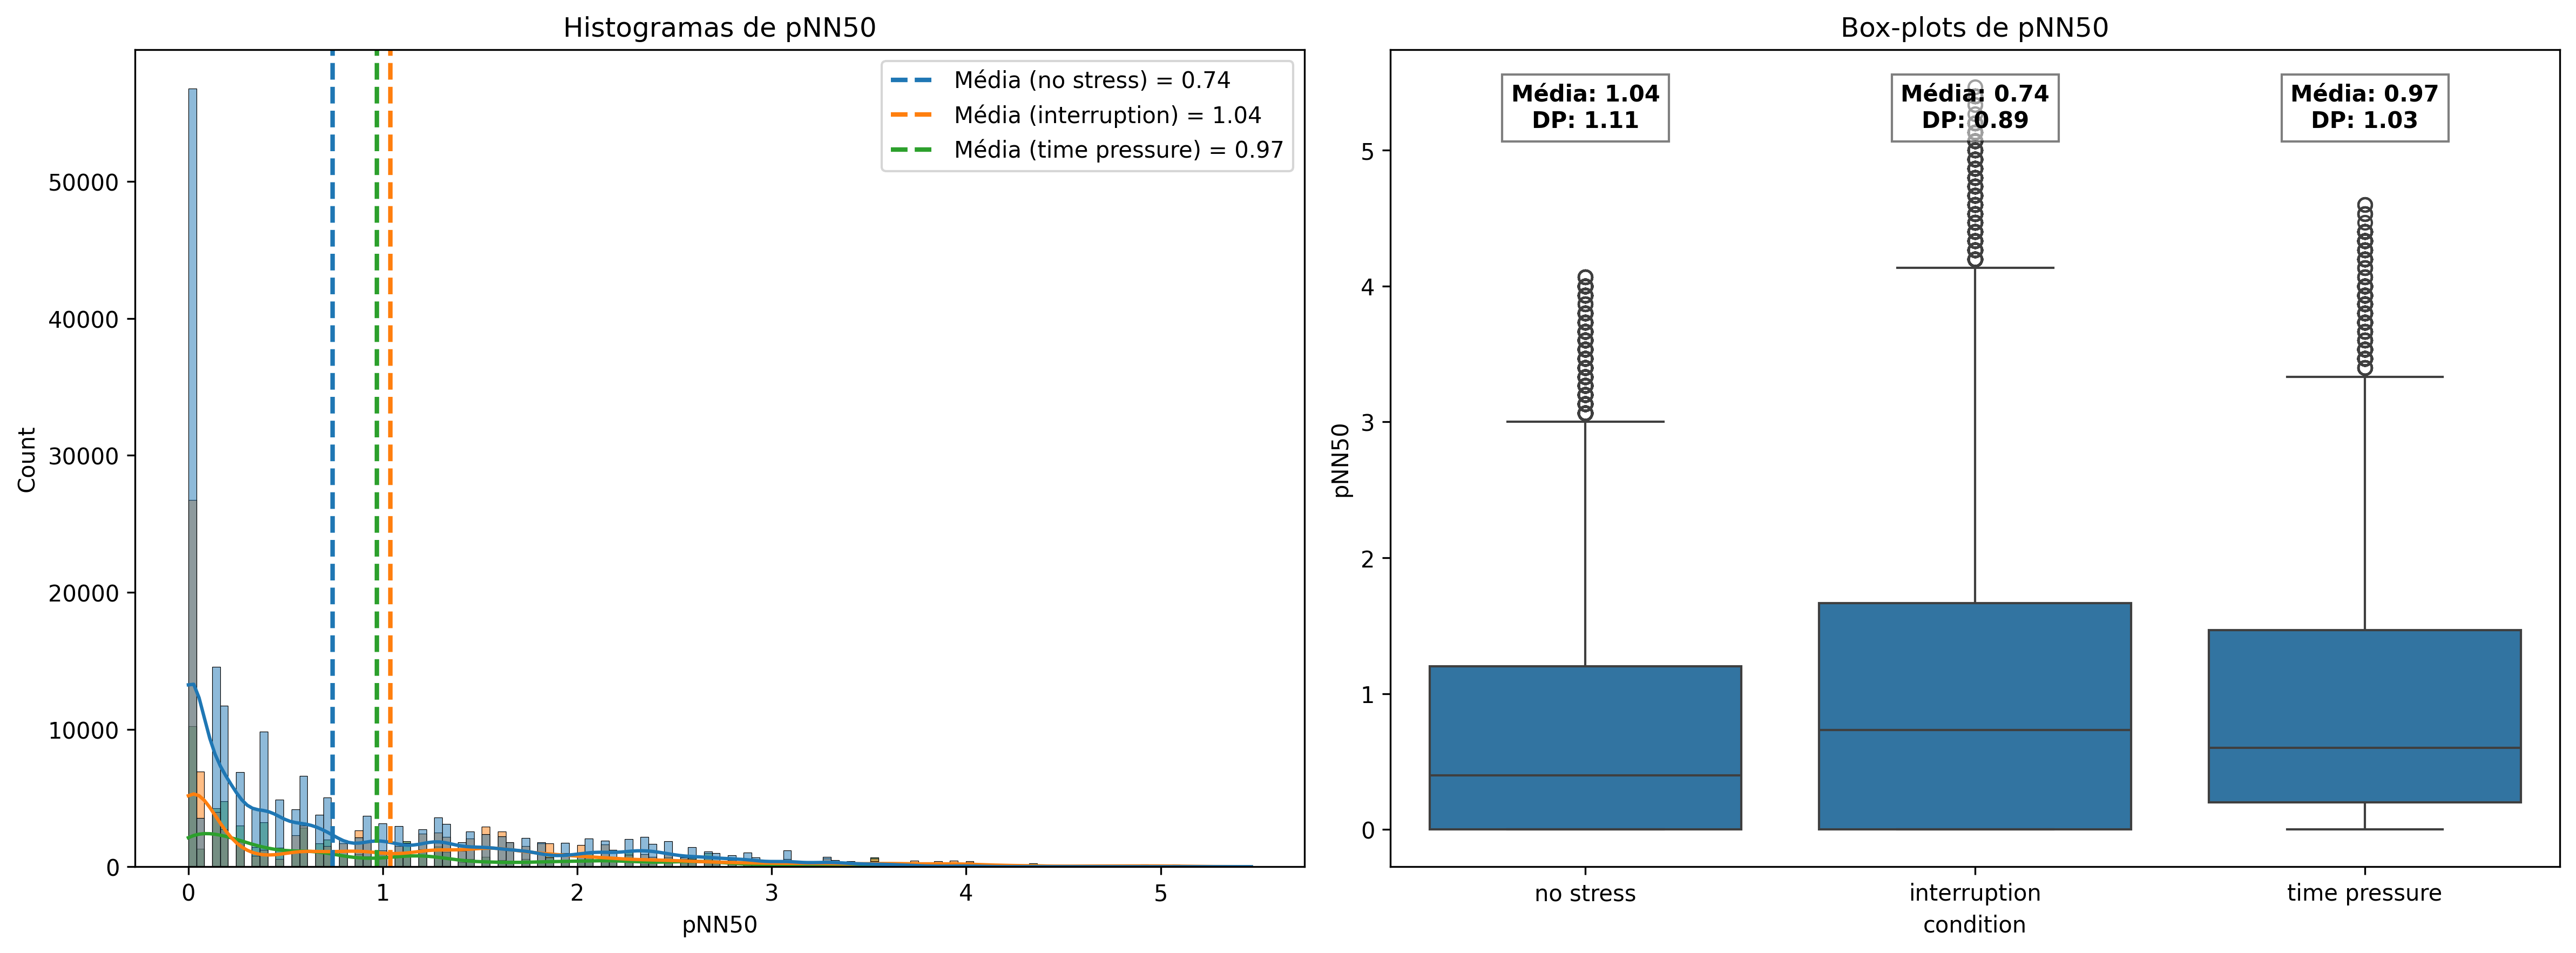 Histogramas de pNN50
Média (no stress) = 0.74
Média (interruption) = 1.04
Média (time pressure) = 0.97
Count
50000
40000
30000
20000
10000
0
0 1 2 3 4 5
pNN50
Box-plots de pNN50
Média: 1.04
DP: 1.11
Média: 0.74
DP: 0.89
Média: 0.97
DP: 1.03
pNN50
5
4
3
2
1
0
no stress interruption time pressure
condition